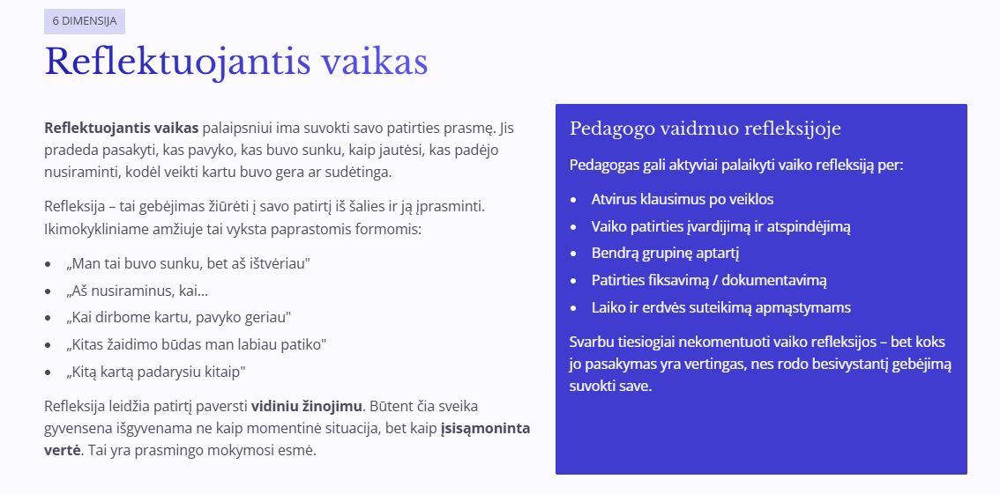 6 DIMENSIJA
Reflektuojantis vaikas
Reflektuojantis vaikas palaipsniui ima suvokti savo patirties prasmę. Jis
pradeda pasakyti, kas pavyko, kas buvo sunku, kaip jautėsi, kas padėjo
nusiraminti, kodėl veikti kartu buvo gera ar sudėtinga.
Refleksija – tai gebėjimas žiūrėti į savo patirtį iš šalies ir ją įprasminti.
Ikimokykliniame amžiuje tai vyksta paprastomis formomis:
• „Man tai buvo sunku, bet aš ištvėriau"
• „Aš nusiraminus, kai...
• „Kai dirbome kartu, pavyko geriau"
• „Kitas žaidimo būdas man labiau patiko"
• „Kitą kartą padarysiu kitaip"
Refleksija leidžia patirtį paversti vidiniu žinojimu. Būtent čia sveika
gyvensena išgyvenama ne kaip momentinė situacija, bet kaip įsisąmoninta
vertė. Tai yra prasmingo mokymosi esmė.
Pedagogo vaidmuo refleksijoje
Pedagogas gali aktyviai palaikyti vaiko refleksiją per:
• Atvirus klausimus po veiklos
• Vaiko patirties įvardijimą ir atspindėjimą
• Bendrą grupinę aptartį
• Patirties fiksavimą / dokumentavimą
• Laiko ir erdvės suteikimą apmąstymams
Svarbu tiesiogiai nekomentuoti vaiko refleksijos – bet koks
jo pasakymas yra vertingas, nes rodo besivystantį gebėjimą
suvokti save.